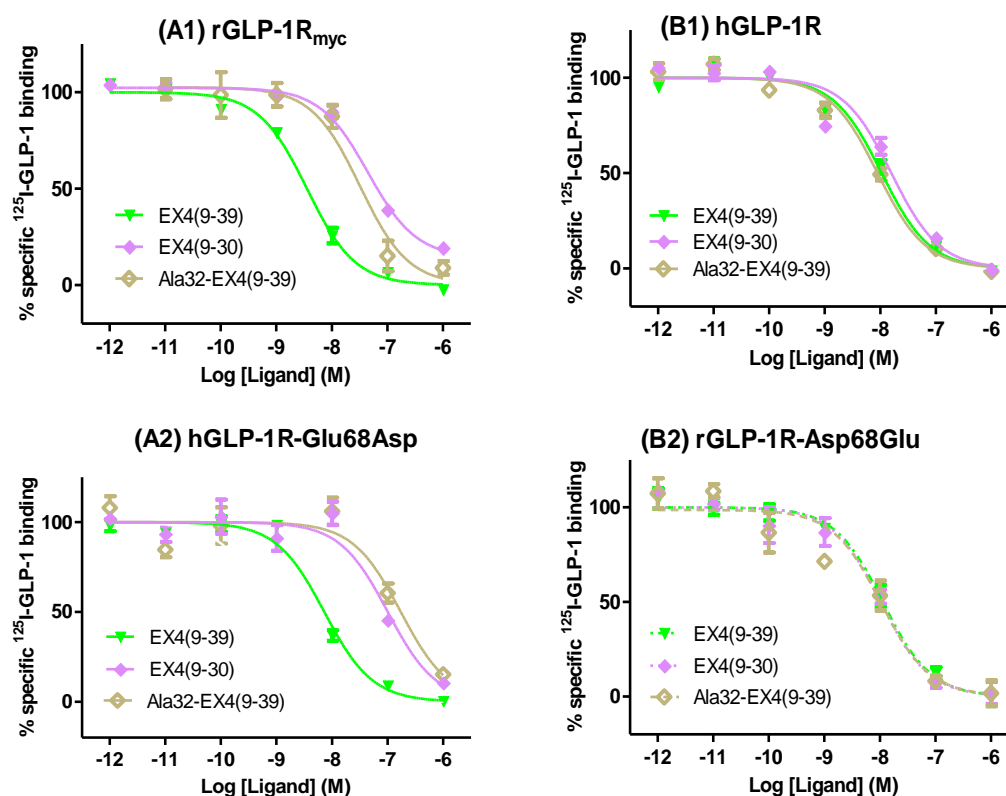 (A1) rGLP-1Rmyc
% specific 125I-GLP-1 binding
100
50
0
EX4(9-39)
EX4(9-30)
Ala32-EX4(9-39)
-12 -11 -10 -9 -8 -7 -6
Log [Ligand] (M)
(B1) hGLP-1R
% specific 125I-GLP-1 binding
100
50
0
EX4(9-39)
EX4(9-30)
Ala32-EX4(9-39)
-12 -11 -10 -9 -8 -7 -6
Log [Ligand] (M)
(A2) hGLP-1R-Glu68Asp
% specific 125I-GLP-1 binding
100
50
0
EX4(9-39)
EX4(9-30)
Ala32-EX4(9-39)
-12 -11 -10 -9 -8 -7 -6
Log [Ligand] (M)
(B2) rGLP-1R-Asp68Glu
% specific 125I-GLP-1 binding
100
50
0
EX4(9-39)
EX4(9-30)
Ala32-EX4(9-39)
-12 -11 -10 -9 -8 -7 -6
Log [Ligand] (M)